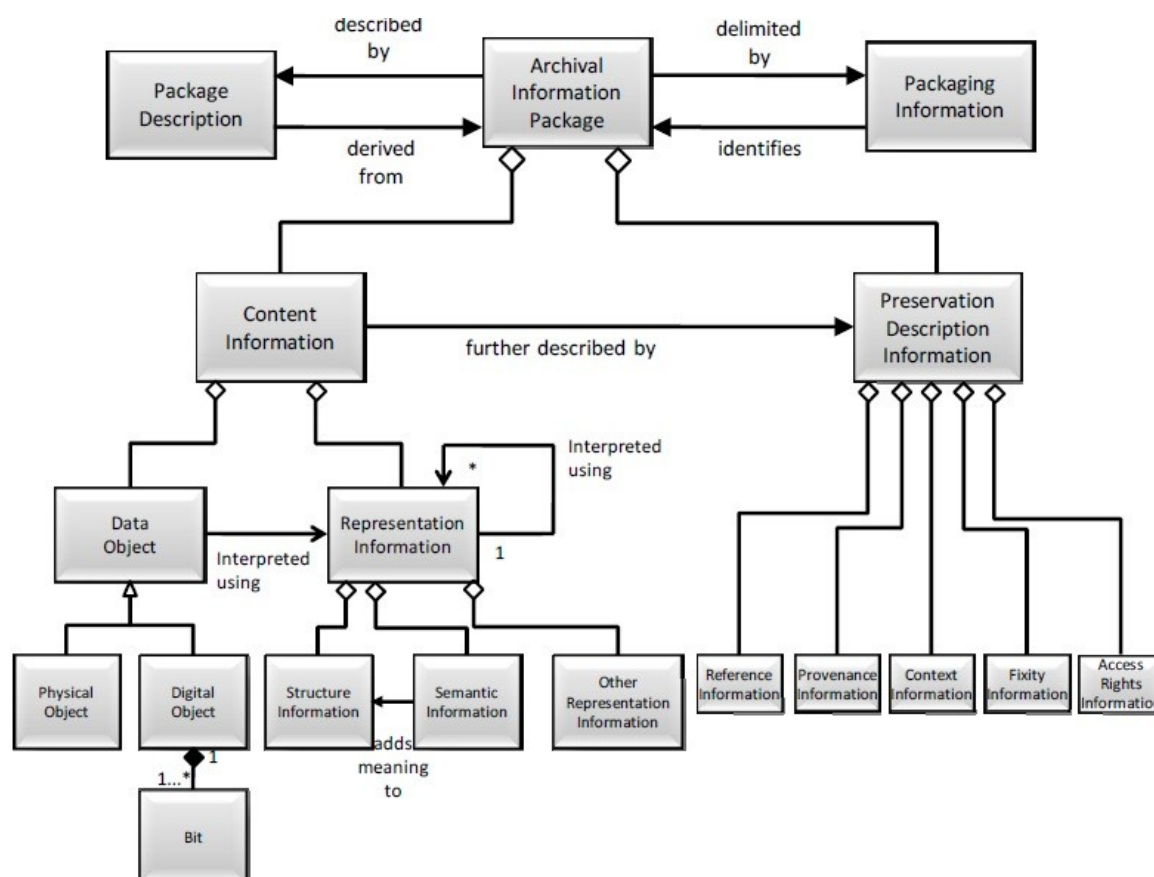 described
by
delimited
by
Package
Description
Archival
Information
Package
Packaging
Information
derived
from
identifies
Content
Information
Preservation
Description
Information
further described by
Interpreted
using
*
Data
Object
Representation
Information
Interpreted
using
1
Physical
Object
Digital
Object
Structure
Information
Semantic
Information
Other
Representation
Information
Reference
Information
Provenance
Information
Context
Information
Fixity
Information
Access
Rights
Information
adds
meaning
to
1
1...*
Bit